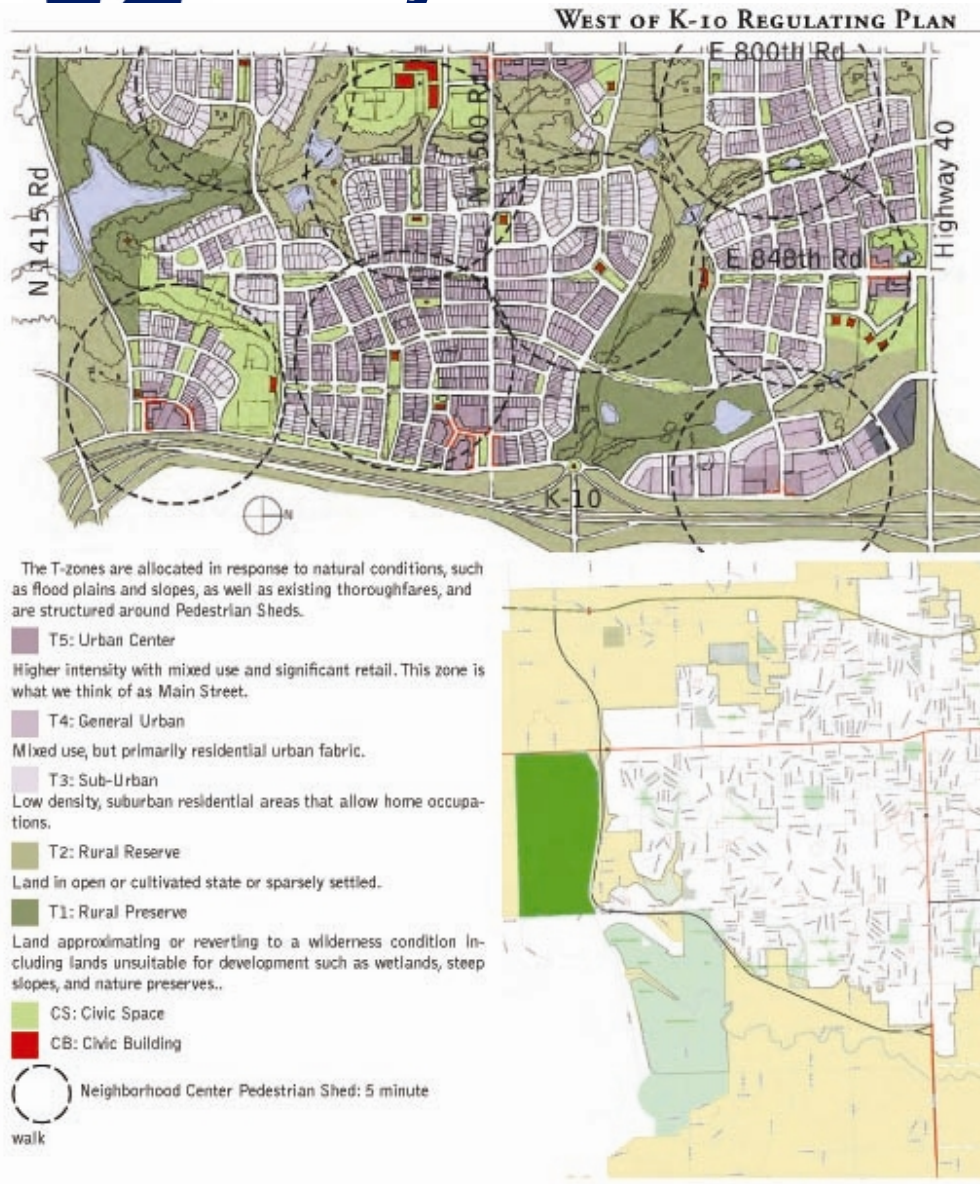 WEST OF K-10 REGULATING PLAN
E 800th Rd
N 1500 Rd
N 1415 Rd
Highway 40
E 848th Rd
K-10
N
The T-zones are allocated in response to natural conditions, such
as flood plains and slopes, as well as existing thoroughfares, and
are structured around Pedestrian Sheds.
T5: Urban Center
Higher intensity with mixed use and significant retail. This zone is
what we think of as Main Street.
T4: General Urban
Mixed use, but primarily residential urban fabric.
T3: Sub-Urban
Low density, suburban residential areas that allow home occupa-
tions.
T2: Rural Reserve
Land in open or cultivated state or sparsely settled.
T1: Rural Preserve
Land approximating or reverting to a wilderness condition in-
cluding lands unsuitable for development such as wetlands, steep
slopes, and nature preserves..
CS: Civic Space
CB: Civic Building
Neighborhood Center Pedestrian Shed: 5 minute
walk